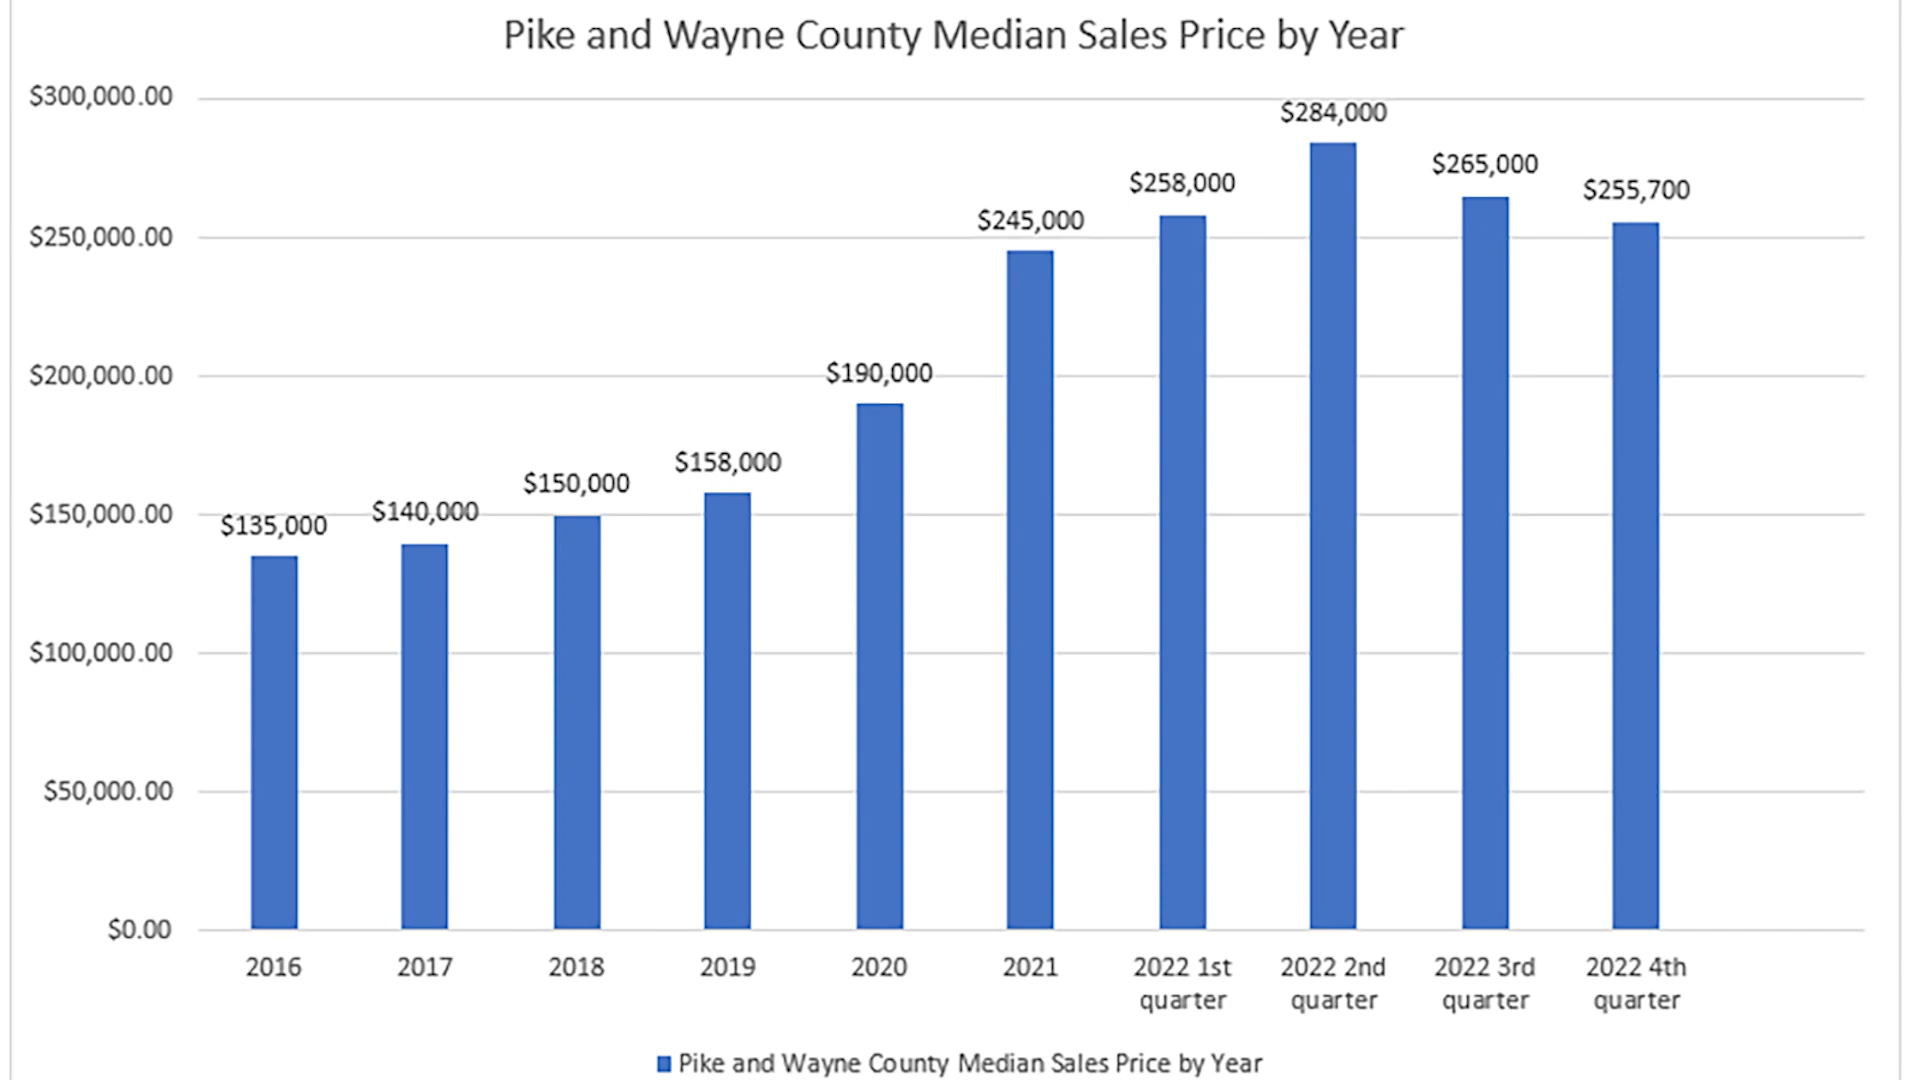 Pike and Wayne County Median Sales Price by Year
$300,000.00
$250,000.00
$200,000.00
$150,000.00
$100,000.00
$50,000.00
$0.00
$135,000
$140,000
$150,000
$158,000
$190,000
$245,000
$258,000
$284,000
$265,000
$255,700
2016
2017
2018
2019
2020
2021
2022 1st
quarter
2022 2nd
quarter
2022 3rd
quarter
2022 4th
quarter
Pike and Wayne County Median Sales Price by Year